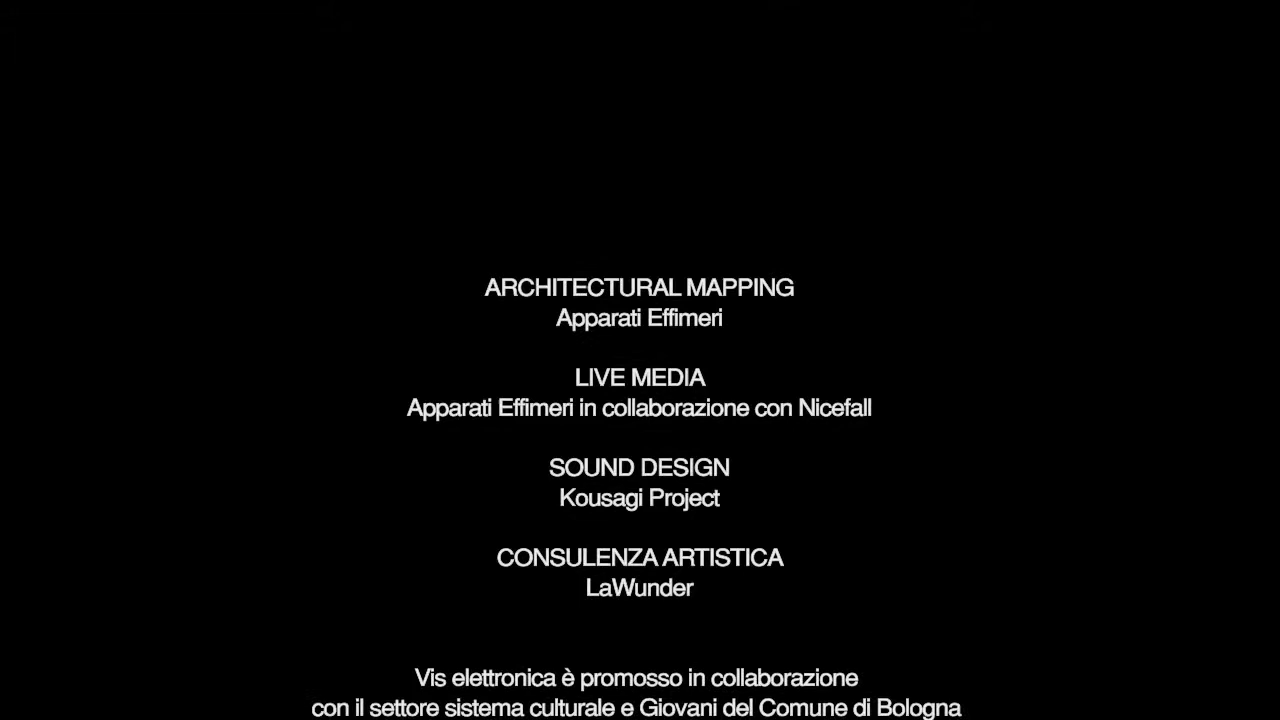 ARCHITECTURAL MAPPING
Apparati Effimeri
LIVE MEDIA
Apparati Effimeri in collaborazione con Nicefall
SOUND DESIGN
Kousagi Project
CONSULENZA ARTISTICA
LaWunder
Vis elettronica è promosso in collaborazione
con il settore sistema culturale e Giovani del Comune di Bologna